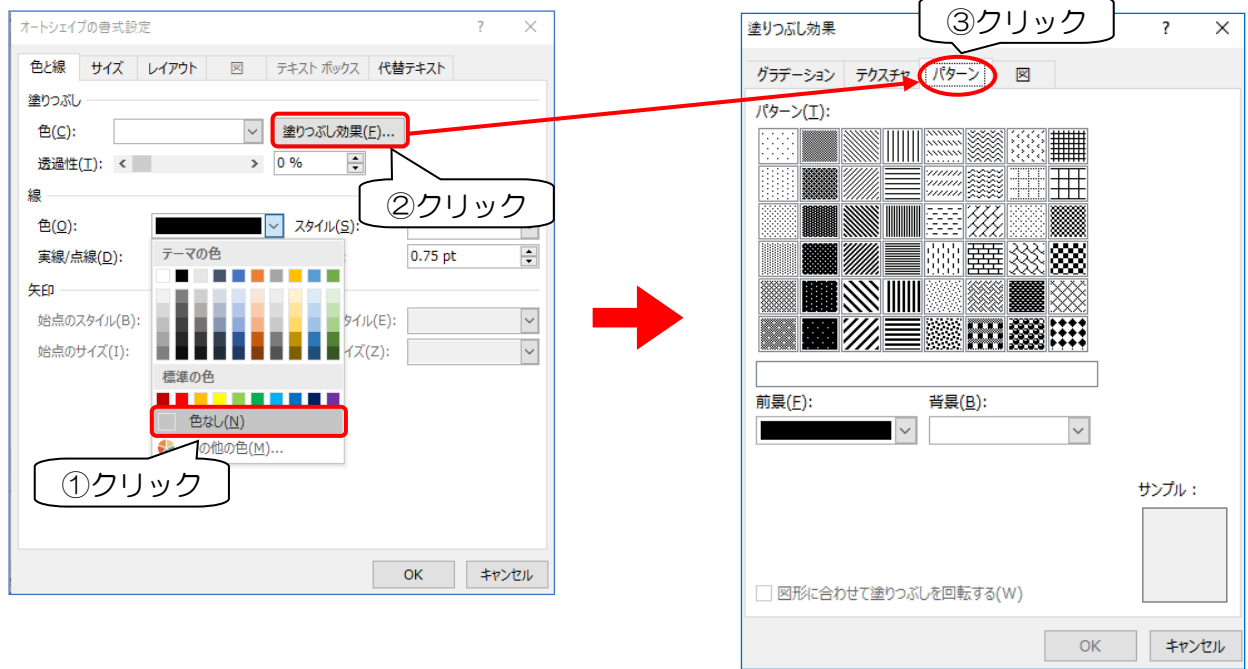 オートシェイプの書式設定 ? ×
色と線 サイズ レイアウト 図 テキスト ボックス 代替テキスト
塗りつぶし
色(C): 塗りつぶし効果(F)...
透過性(T): < > 0 %
②クリック
線
色(O): スタイル(S):
実線/点線(D): 0.75 pt
テーマの色
矢印
始点のスタイル(B): タイル(E):
始点のサイズ(I): イズ(Z):
標準の色
色なし(N)
の他の色(M)...
①クリック
OK キャンセル
③クリック
塗りつぶし効果 ? ×
グラデーション テクスチャ パターン 図
パターン(T):
前景(F): 背景(B):
サンプル：
図形に合わせて塗りつぶしを回転する(W)
OK キャンセル